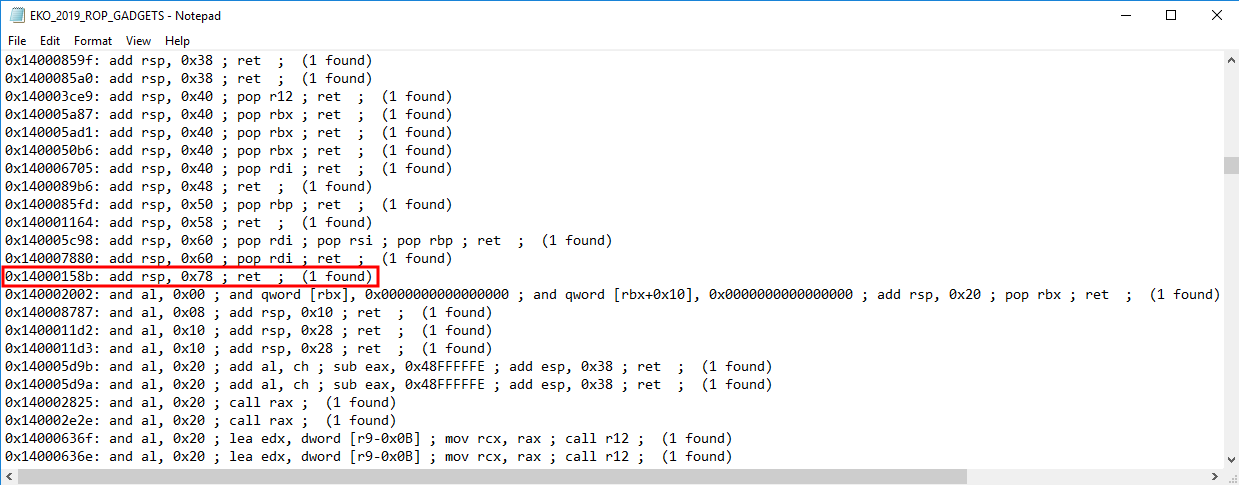 EKO_2019_ROP_GADGETS - Notepad
File Edit Format View Help
0x14000859f: add rsp, 0x38 ; ret  ;  (1 found)
0x1400085a0: add rsp, 0x38 ; ret  ;  (1 found)
0x140003ce9: add rsp, 0x40 ; pop r12 ; ret  ;  (1 found)
0x140005a87: add rsp, 0x40 ; pop rbx ; ret  ;  (1 found)
0x140005ad1: add rsp, 0x40 ; pop rbx ; ret  ;  (1 found)
0x1400050b6: add rsp, 0x40 ; pop rbx ; ret  ;  (1 found)
0x140006705: add rsp, 0x40 ; pop rdi ; ret  ;  (1 found)
0x1400089b6: add rsp, 0x48 ; ret  ;  (1 found)
0x1400085fd: add rsp, 0x50 ; pop rbp ; ret  ;  (1 found)
0x140001164: add rsp, 0x58 ; ret  ;  (1 found)
0x140005c98: add rsp, 0x60 ; pop rdi ; pop rsi ; pop rbp ; ret  ;  (1 found)
0x140007880: add rsp, 0x60 ; pop rdi ; ret  ;  (1 found)
0x14000158b: add rsp, 0x78 ; ret  ;  (1 found)
0x140002002: and al, 0x00 ; and qword [rbx], 0x0000000000000000 ; and qword [rbx+0x10], 0x0000000000000000 ; add rsp, 0x20 ; pop rbx ; ret  ;  (1 found)
0x140008787: and al, 0x08 ; add rsp, 0x10 ; ret  ;  (1 found)
0x1400011d2: and al, 0x10 ; add rsp, 0x28 ; ret  ;  (1 found)
0x1400011d3: and al, 0x10 ; add rsp, 0x28 ; ret  ;  (1 found)
0x140005d9b: and al, 0x20 ; add al, ch ; sub eax, 0x48FFFFFE ; add esp, 0x38 ; ret  ;  (1 found)
0x140005d9a: and al, 0x20 ; add al, ch ; sub eax, 0x48FFFFFE ; add esp, 0x38 ; ret  ;  (1 found)
0x140002825: and al, 0x20 ; call rax ;  (1 found)
0x140002e2e: and al, 0x20 ; call rax ;  (1 found)
0x14000636f: and al, 0x20 ; lea edx, dword [r9-0x0B] ; mov rcx, rax ; call r12 ;  (1 found)
0x14000636e: and al, 0x20 ; lea edx, dword [r9-0x0B] ; mov rcx, rax ; call r12 ;  (1 found)